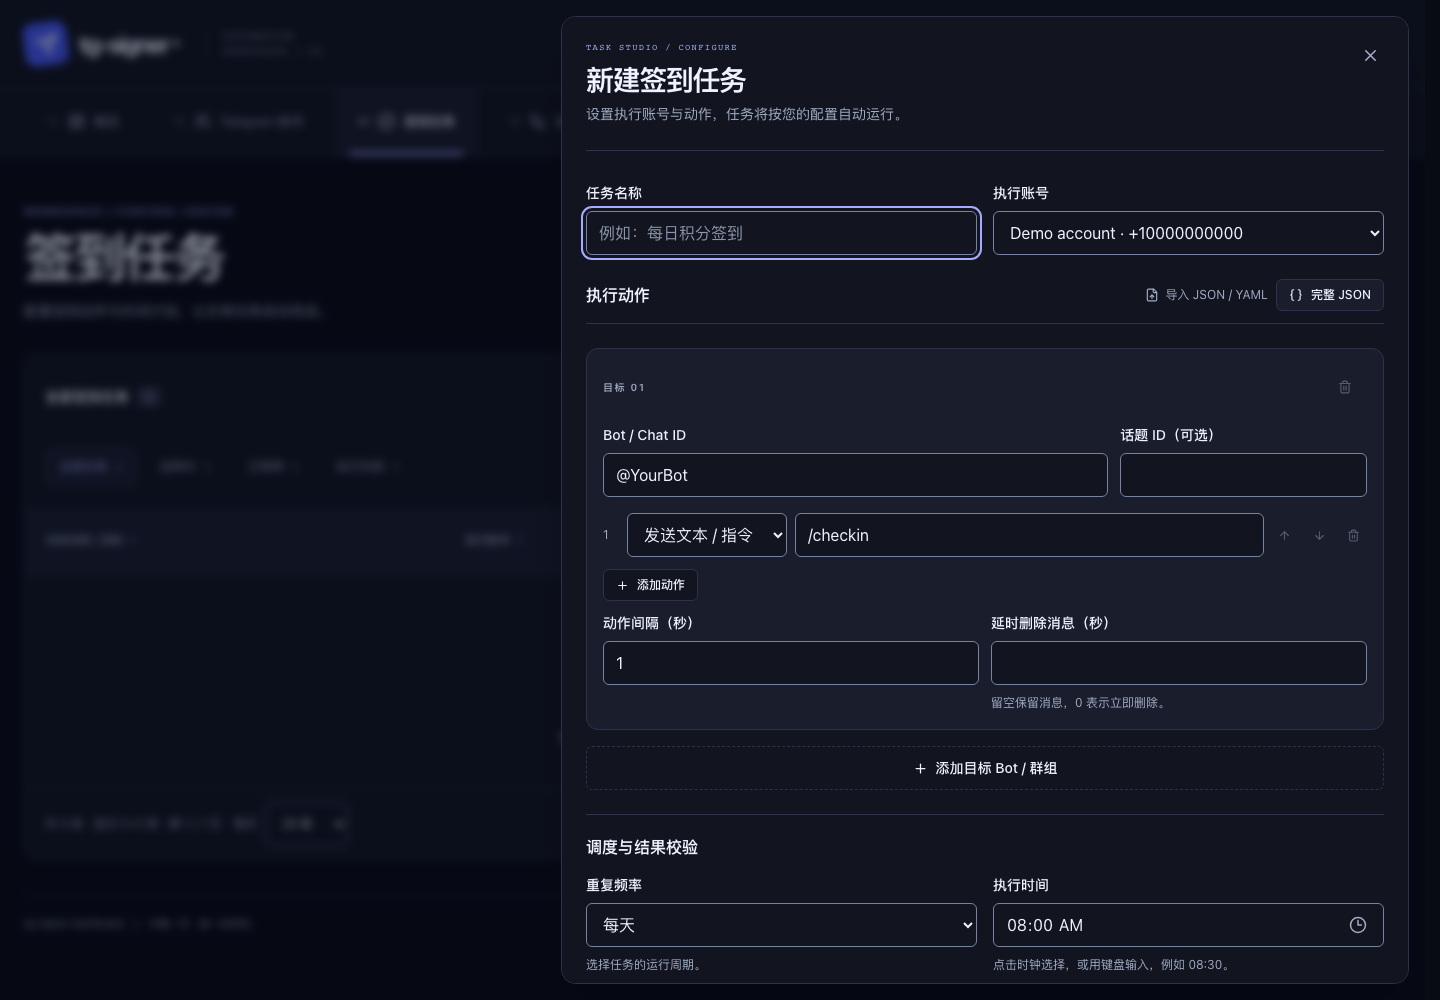 tg-signer
签到任务
TASK STUDIO / CONFIGURE
新建签到任务
设置执行账号与动作，任务将按您的配置自动运行。
任务名称
执行账号
例如：每日积分签到
Demo account · +10000000000
执行动作
导入 JSON / YAML
{ } 完整 JSON
目标 01
Bot / Chat ID
话题 ID（可选）
@YourBot
1
发送文本 / 指令
/checkin
添加动作
动作间隔（秒）
延时删除消息（秒）
1
留空保留消息，0 表示立即删除。
添加目标 Bot / 群组
调度与结果校验
重复频率
执行时间
每天
08:00 AM
选择任务的运行周期。
点击时钟选择，或用键盘输入，例如 08:30。